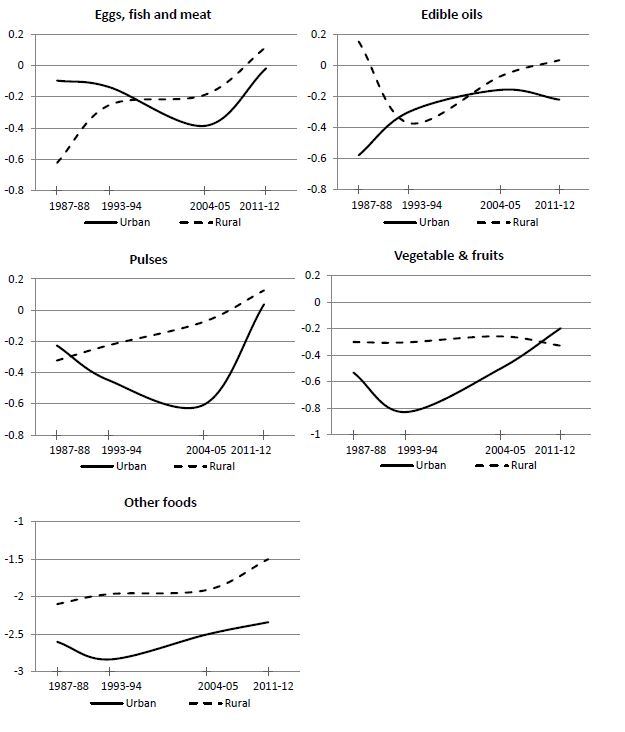 Eggs, fish and meat
0.2
0
-0.2
-0.4
-0.6
-0.8
1987-88 1993-94 2004-05 2011-12
Urban Rural
Edible oils
0.2
0
-0.2
-0.4
-0.6
-0.8
1987-88 1993-94 2004-05 2011-12
Urban Rural
Pulses
0.2
0
-0.2
-0.4
-0.6
-0.8
1987-88 1993-94 2004-05 2011-12
Urban Rural
Vegetable & fruits
0.2
0
-0.2
-0.4
-0.6
-0.8
-1
1987-88 1993-94 2004-05 2011-12
Urban Rural
Other foods
-1
-1.5
-2
-2.5
-3
1987-88 1993-94 2004-05 2011-12
Urban Rural